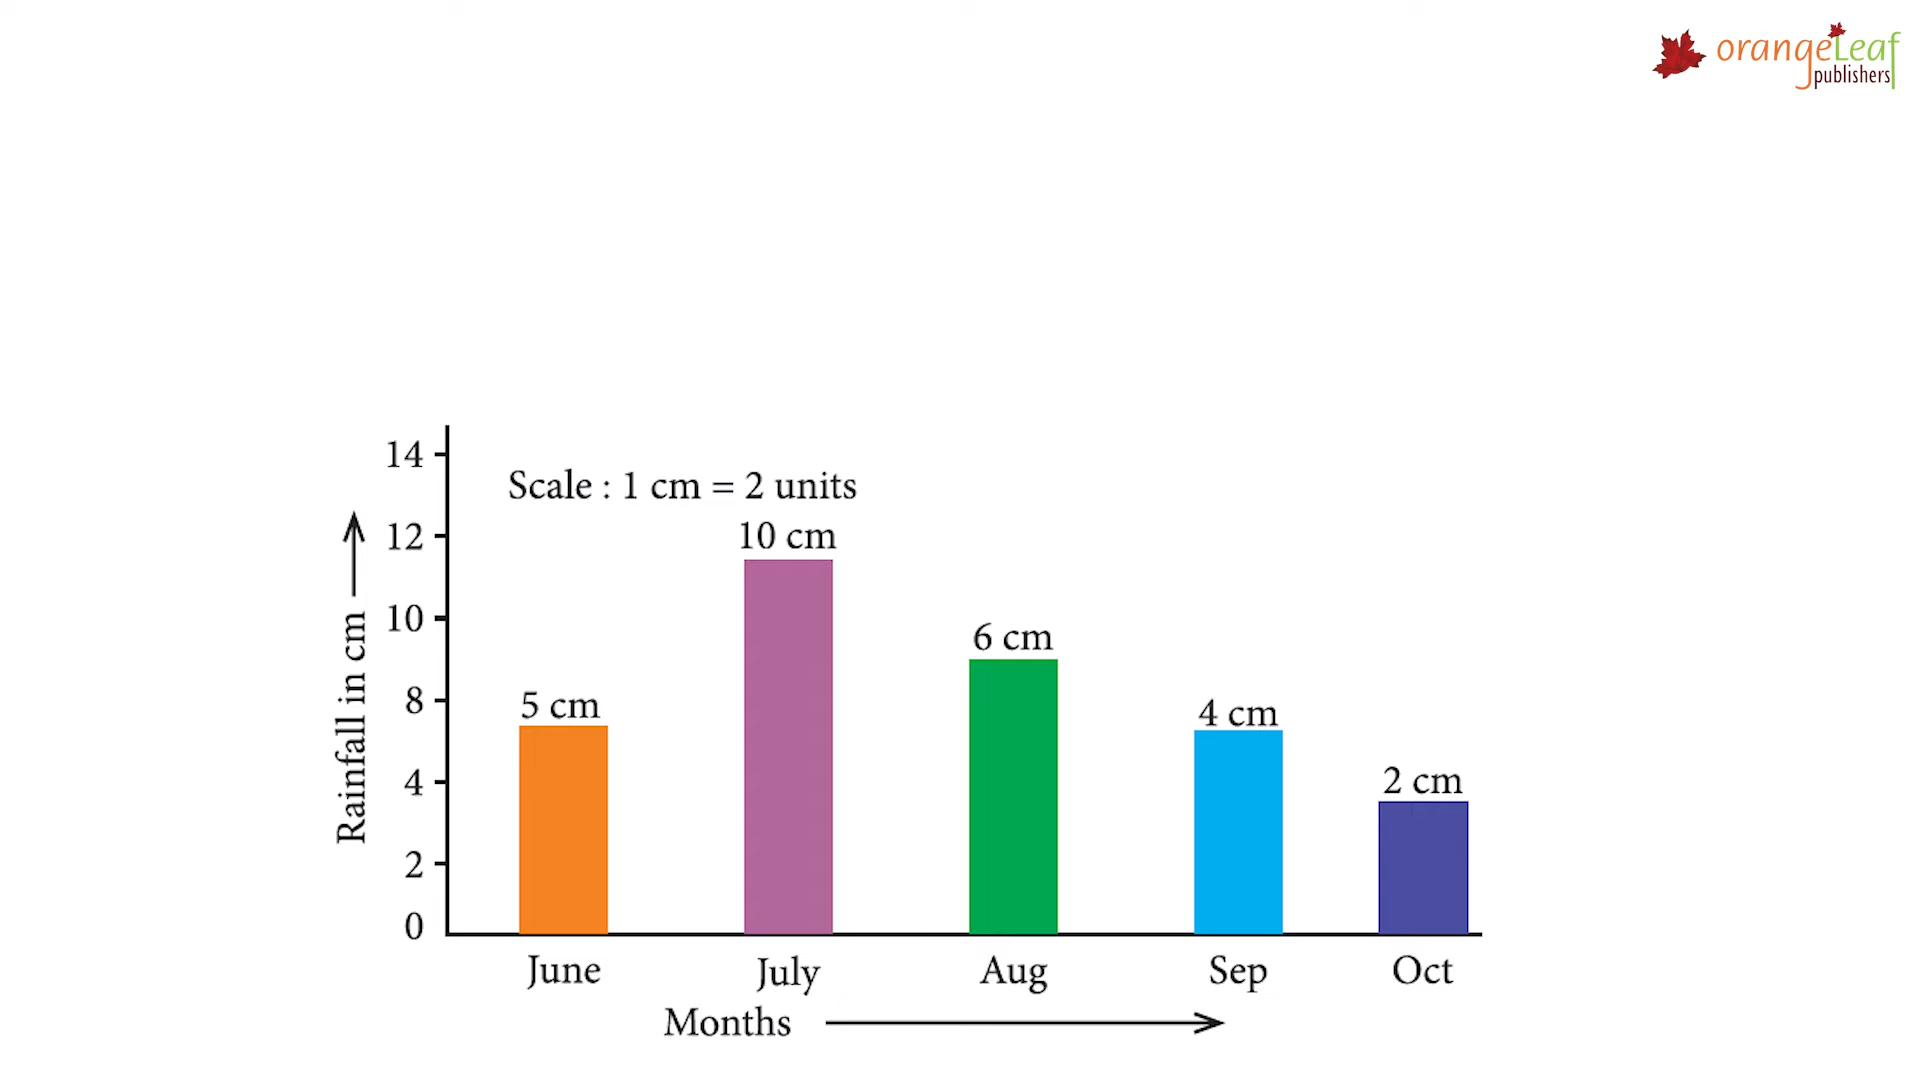 orangeLeaf
publishers
14
Scale : 1 cm = 2 units
12
10 cm
10
6 cm
8
5 cm
4 cm
4
2 cm
2
0
Rainfall in cm
June July Aug Sep Oct
Months